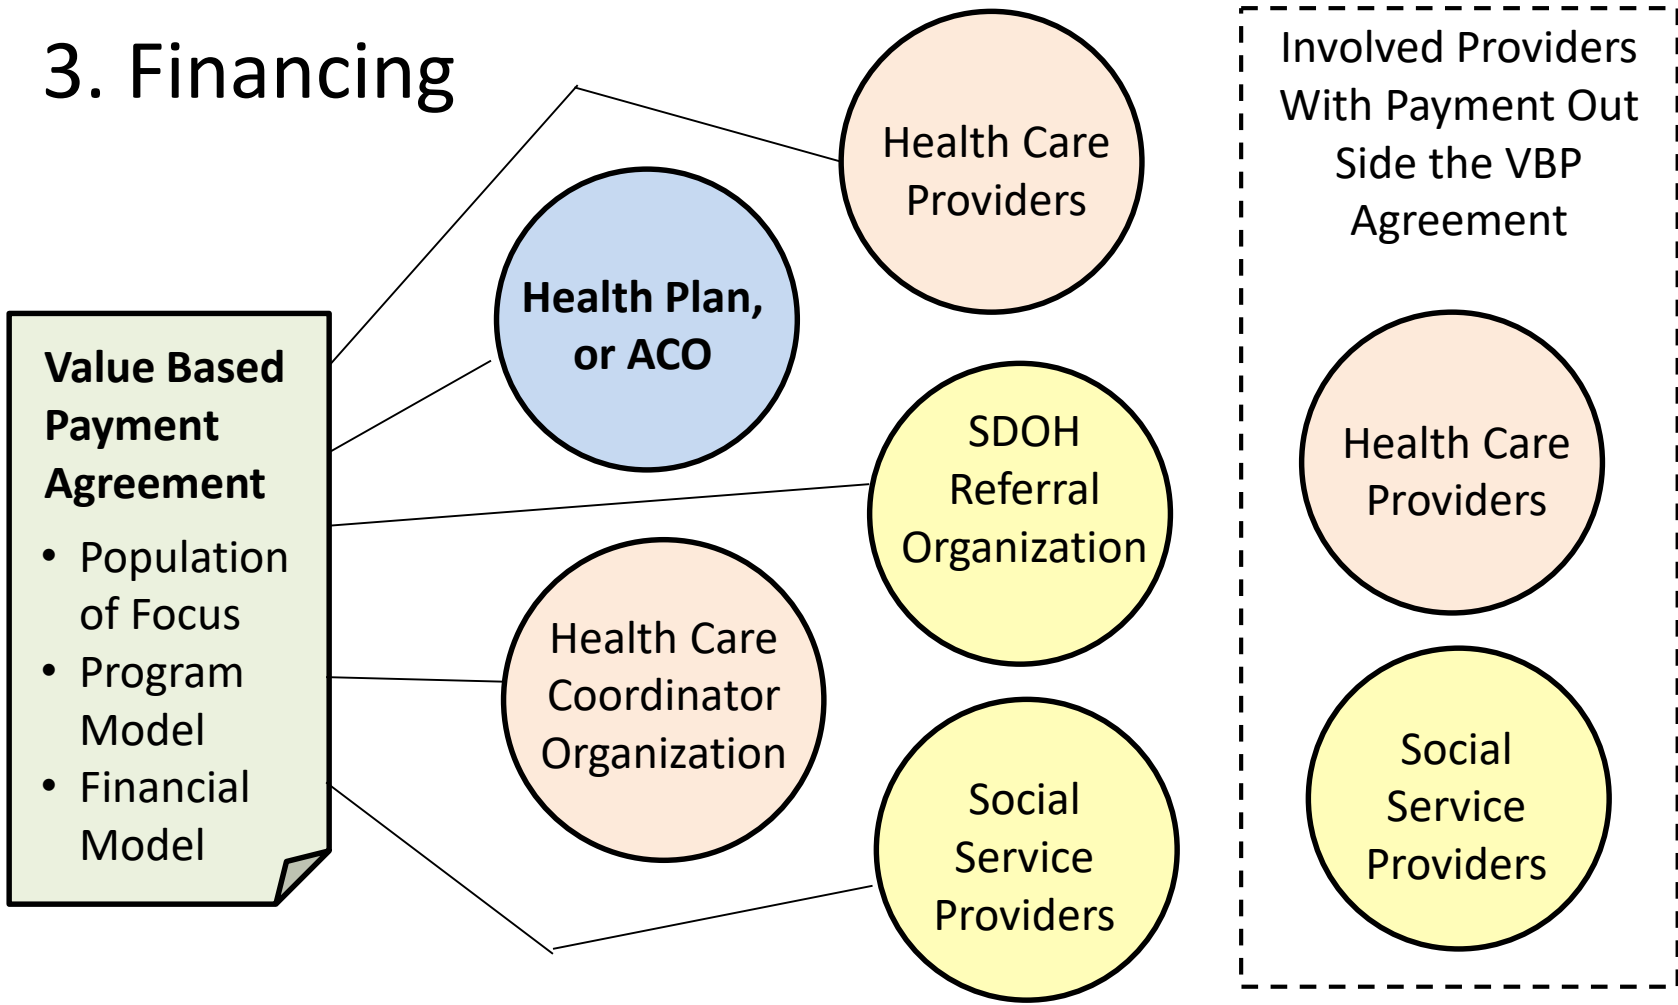 3. Financing
Value Based
Payment
Agreement
• Population
of Focus
• Program
Model
• Financial
Model
Health Plan,
or ACO
Health Care
Coordinator
Organization
Health Care
Providers
SDOH
Referral
Organization
Social
Service
Providers
Involved Providers
With Payment Out
Side the VBP
Agreement
Health Care
Providers
Social
Service
Providers